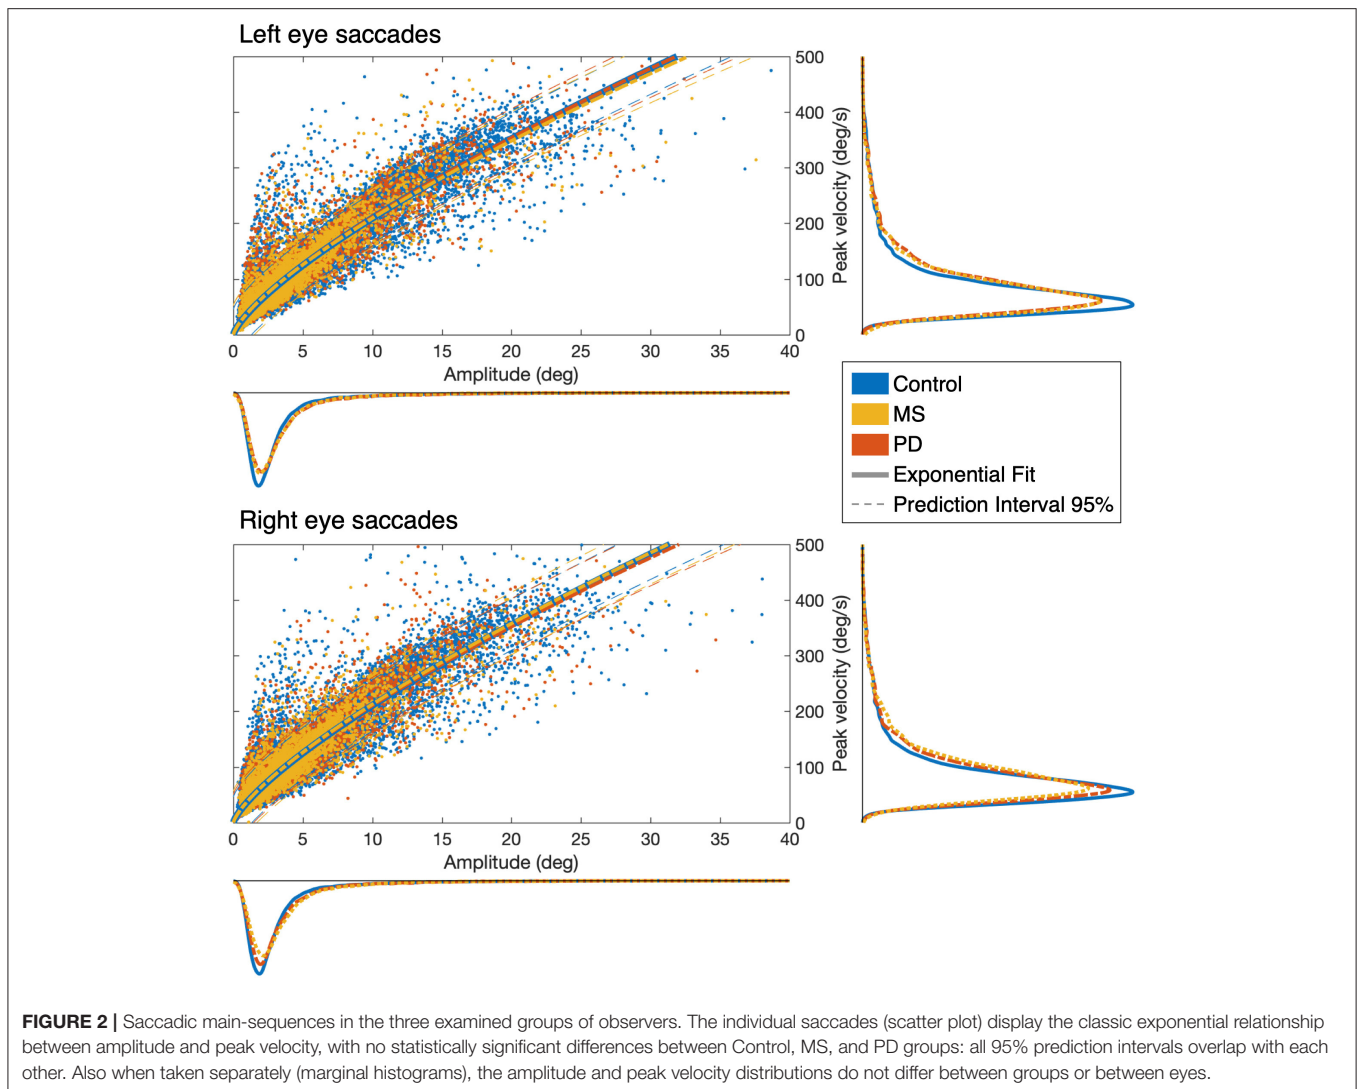 Left eye saccades
500
400
300
200
100
0
Peak velocity (deg/s)
0 5 10 15 20 25 30 35 40
Amplitude (deg)
Control
MS
PD
Exponential Fit
Prediction Interval 95%
Right eye saccades
500
400
300
200
100
0
Peak velocity (deg/s)
0 5 10 15 20 25 30 35 40
Amplitude (deg)
FIGURE 2 | Saccadic main-sequences in the three examined groups of observers. The individual saccades (scatter plot) display the classic exponential relationship
between amplitude and peak velocity, with no statistically significant differences between Control, MS, and PD groups: all 95% prediction intervals overlap with each
other. Also when taken separately (marginal histograms), the amplitude and peak velocity distributions do not differ between groups or between eyes.